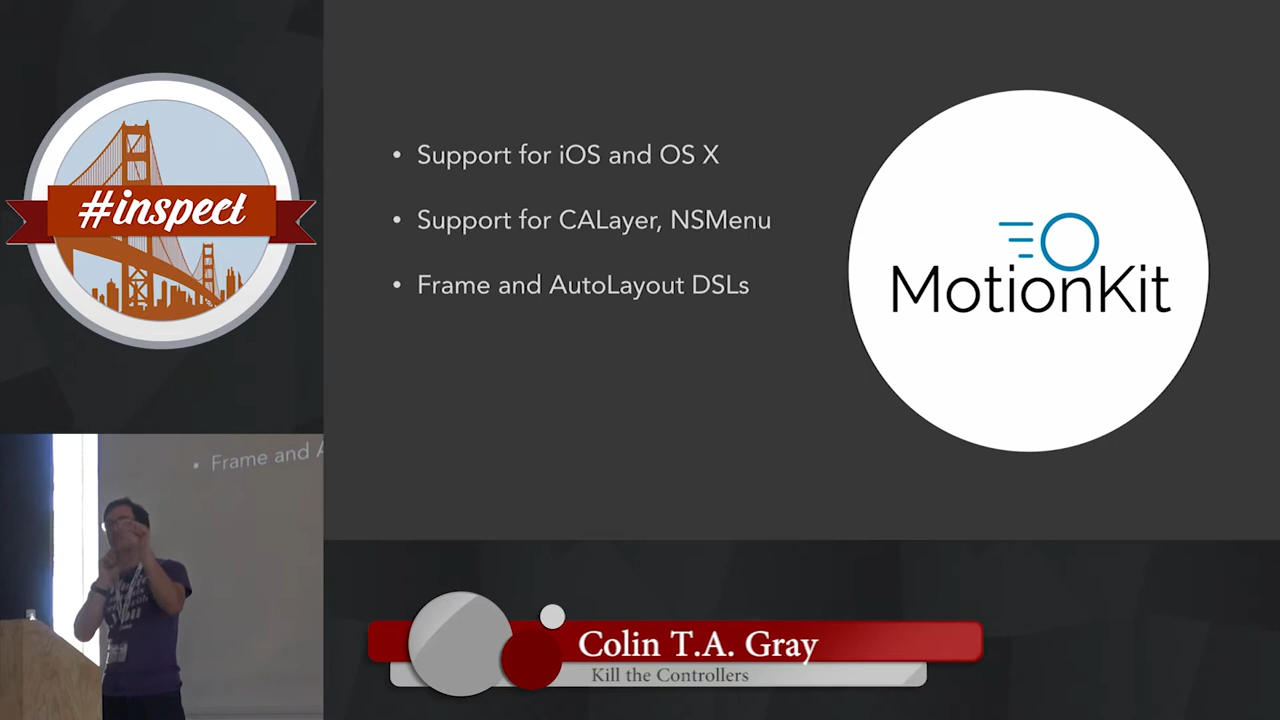 #inspect
• Support for iOS and OS X
• Support for CALayer, NSMenu
• Frame and AutoLayout DSLs
MotionKit
• Frame and A
Colin T.A. Gray
Kill the Controllers